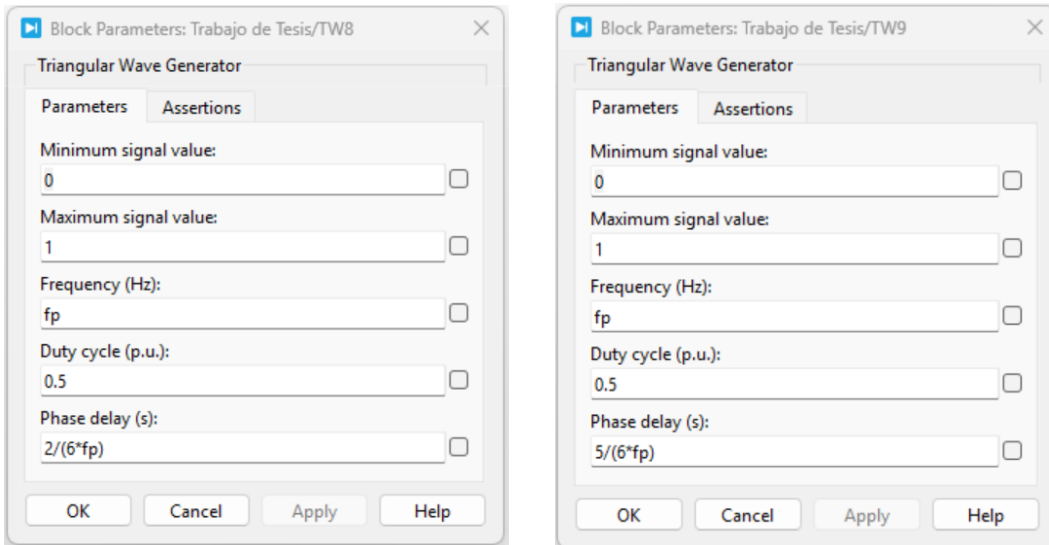 Block Parameters: Trabajo de Tesis/TW8
Triangular Wave Generator
Parameters Assertions
Minimum signal value:
0
Maximum signal value:
1
Frequency (Hz):
fp
Duty cycle (p.u.):
0.5
Phase delay (s):
2/(6*fp)
OK Cancel Apply Help
Block Parameters: Trabajo de Tesis/TW9
Triangular Wave Generator
Parameters Assertions
Minimum signal value:
0
Maximum signal value:
1
Frequency (Hz):
fp
Duty cycle (p.u.):
0.5
Phase delay (s):
5/(6*fp)
OK Cancel Apply Help